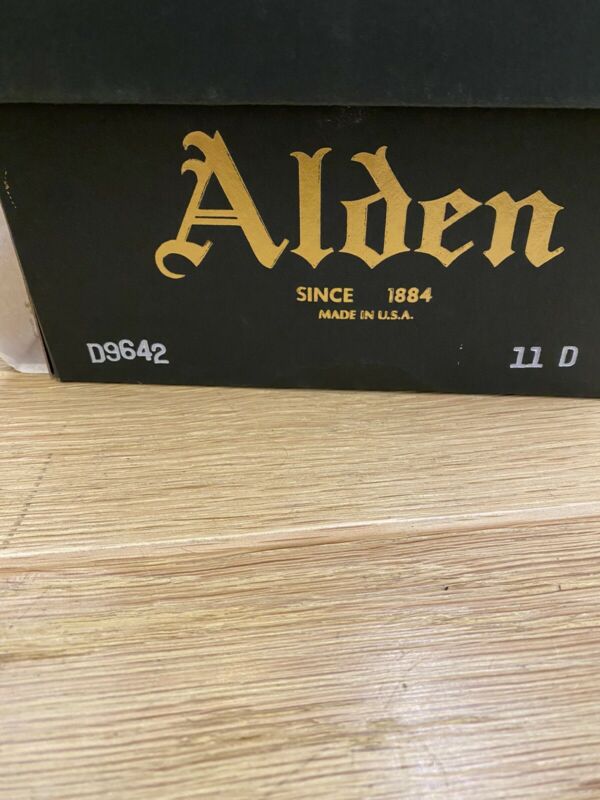 Alden
SINCE 1884
MADE IN U.S.A.
D9642 11 D